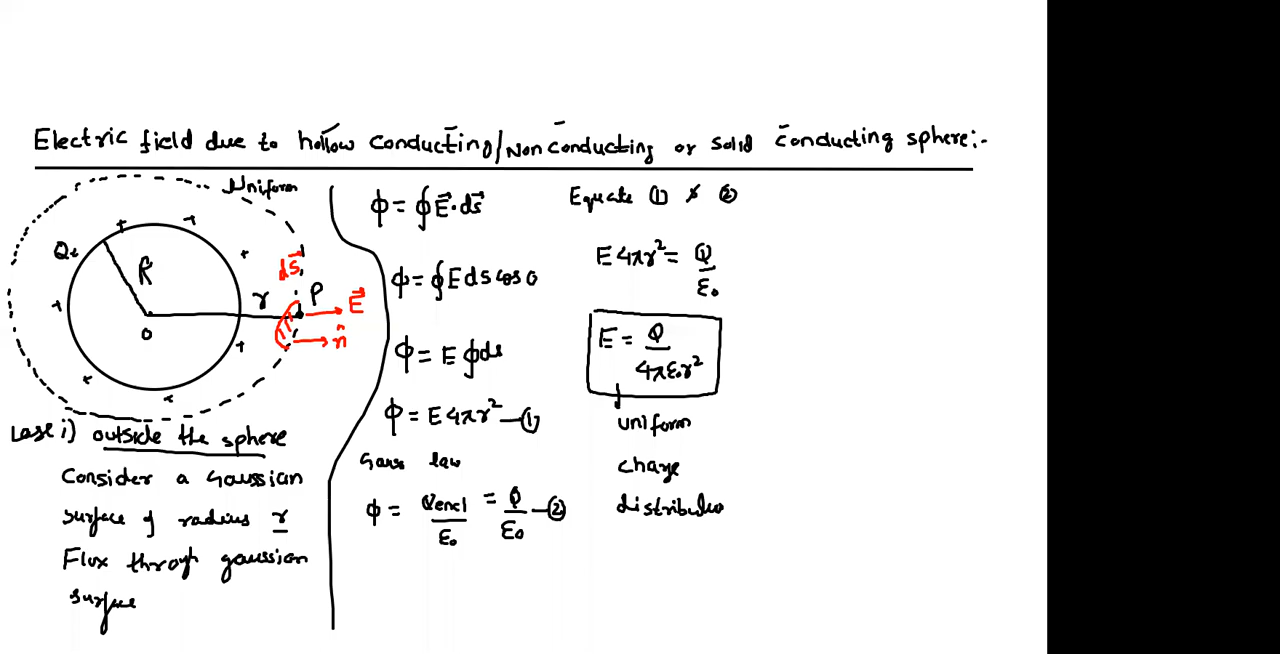 Electric field due to hollow conducting/Non conducting or solid conducting sphere:-
Uniform
Q
R
r
P
O
ds⃗
E⃗
n̂
Case i) outside the sphere
Consider a Gaussian
surface of radius r
Flux through gaussian
surface
ϕ = ∮ E⃗·ds⃗
ϕ = ∮ E ds cos 0
ϕ = E ∮ ds
ϕ = E 4πr² —①
Gauss law
ϕ = Qencl/ε₀ = Q/ε₀ —②
Equate ① & ②
E 4πr² = Q/ε₀
E = Q/4πε₀r²
uniform
charge